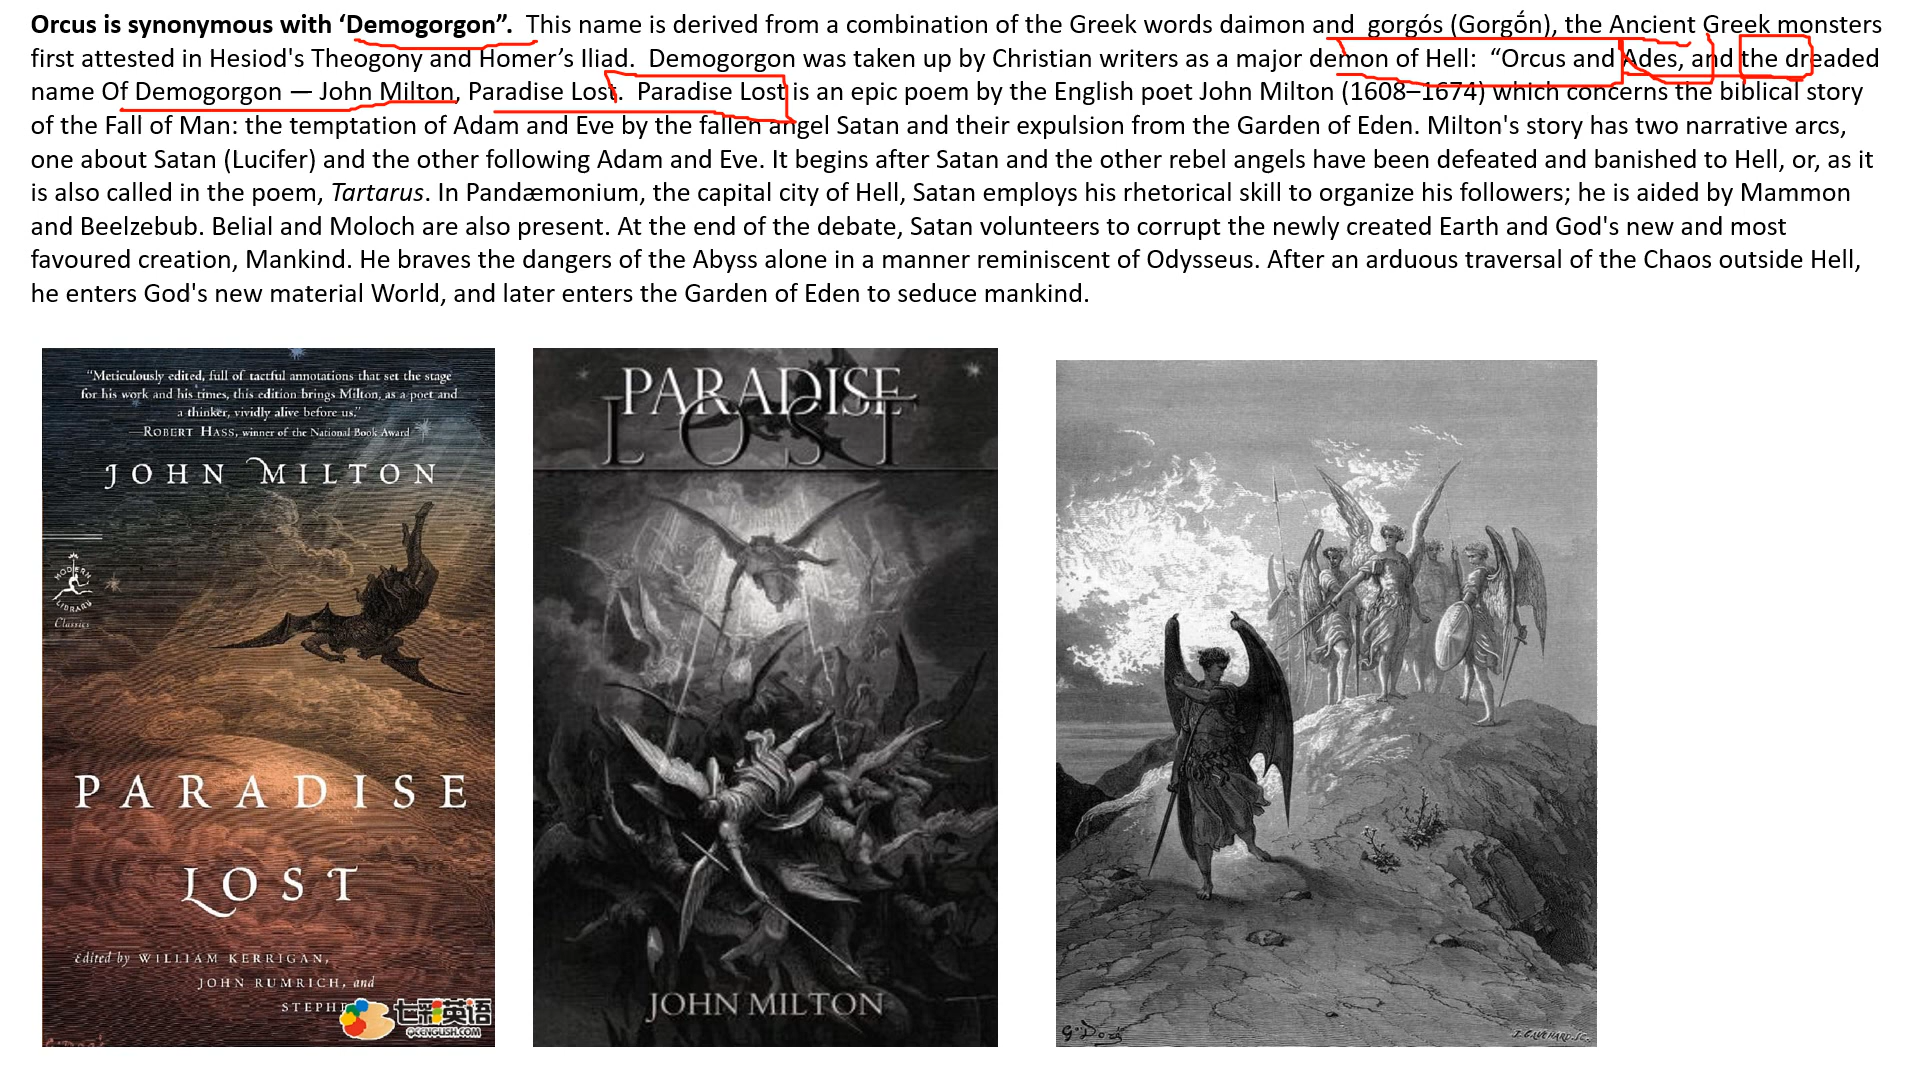 Orcus is synonymous with ‘Demogorgon”.  This name is derived from a combination of the Greek words daimon and  gorgós (Gorgṓn), the Ancient Greek monsters
first attested in Hesiod's Theogony and Homer’s Iliad.  Demogorgon was taken up by Christian writers as a major demon of Hell:  “Orcus and Ades, and the dreaded
name Of Demogorgon — John Milton, Paradise Lost.  Paradise Lost is an epic poem by the English poet John Milton (1608–1674) which concerns the biblical story
of the Fall of Man: the temptation of Adam and Eve by the fallen angel Satan and their expulsion from the Garden of Eden. Milton's story has two narrative arcs,
one about Satan (Lucifer) and the other following Adam and Eve. It begins after Satan and the other rebel angels have been defeated and banished to Hell, or, as it
is also called in the poem, Tartarus. In Pandæmonium, the capital city of Hell, Satan employs his rhetorical skill to organize his followers; he is aided by Mammon
and Beelzebub. Belial and Moloch are also present. At the end of the debate, Satan volunteers to corrupt the newly created Earth and God's new and most
favoured creation, Mankind. He braves the dangers of the Abyss alone in a manner reminiscent of Odysseus. After an arduous traversal of the Chaos outside Hell,
he enters God's new material World, and later enters the Garden of Eden to seduce mankind.
“Meticulously edited, full of tactful annotations that set the stage
for his work and his times, this edition brings Milton, as a poet and
a thinker, vividly alive before us.”
—ROBERT HASS, winner of the National Book Award
JOHN MILTON
MODERN
LIBRARY
Classics
PARADISE
LOST
Edited by WILLIAM KERRIGAN,
JOHN RUMRICH, and
STEPHE
七彩英语
QCENGLISH.COM
PARADISE
LOST
JOHN MILTON
G. Doré